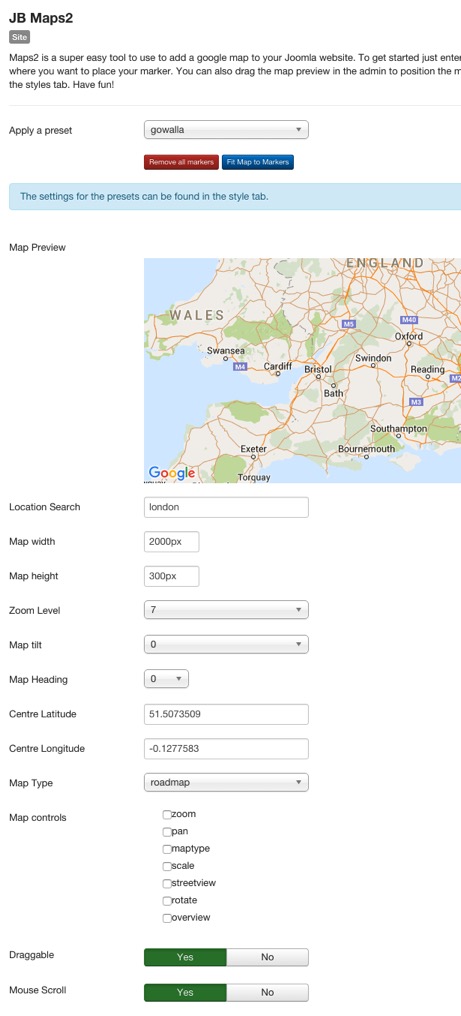 JB Maps2
Site
Maps2 is a super easy tool to use to add a google map to your Joomla website. To get started just enter
where you want to place your marker. You can also drag the map preview in the admin to position the m
the styles tab. Have fun!
Apply a preset
gowalla
Remove all markers
Fit Map to Markers
The settings for the presets can be found in the style tab.
Map Preview
ENGLAND
WALES
M5
M40
Oxford
Swansea
M4
Cardiff
Bristol
Swindon
Reading
Bath
M3
Southampton
Exeter
Bournemouth
Google
Torquay
Location Search
london
Map width
2000px
Map height
300px
Zoom Level
7
Map tilt
0
Map Heading
0
Centre Latitude
51.5073509
Centre Longitude
-0.1277583
Map Type
roadmap
Map controls
zoom
pan
maptype
scale
streetview
rotate
overview
Draggable
Yes
No
Mouse Scroll
Yes
No